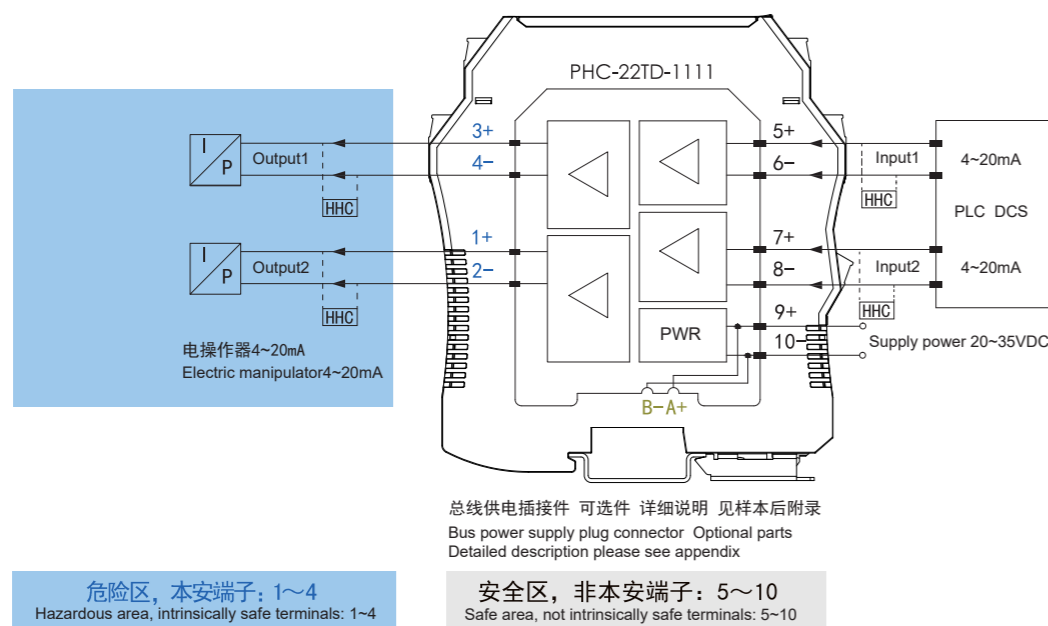 PHC-22TD-1111
I
P
Output1
HHC
3+
4-
5+
6-
Input1
HHC
4~20mA
PLC DCS
I
P
Output2
HHC
1+
2-
7+
8-
Input2
HHC
4~20mA
PWR
9+
10-
Supply power 20~35VDC
B-A+
电操作器4~20mA
Electric manipulator4~20mA
总线供电插接件 可选件 详细说明 见样本后附录
Bus power supply plug connector Optional parts
Detailed description please see appendix
危险区，本安端子：1～4
Hazardous area, intrinsically safe terminals: 1~4
安全区，非本安端子：5～10
Safe area, not intrinsically safe terminals: 5~10